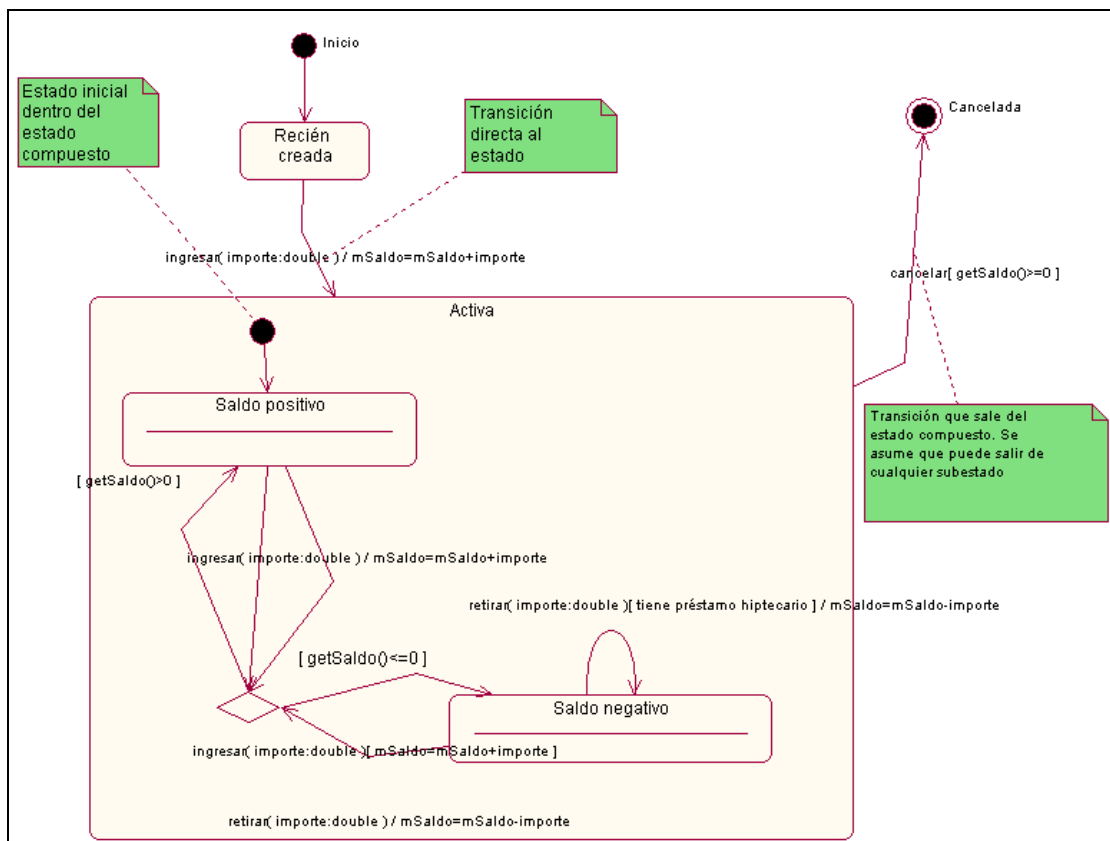 Inicio
Estado inicial
dentro del
estado
compuesto
Transición
directa al
estado
Recién
creada
Cancelada
ingresar( importe:double ) / mSaldo=mSaldo+importe
cancelar[ getSaldo()>=0 ]
Activa
Saldo positivo
Transición que sale del
estado compuesto. Se
asume que puede salir de
cualquier subestado
[ getSaldo()>0 ]
ingresar( importe:double ) / mSaldo=mSaldo+importe
retirar( importe:double )[ tiene préstamo hiptecario ] / mSaldo=mSaldo-importe
[ getSaldo()<=0 ]
Saldo negativo
ingresar( importe:double )[ mSaldo=mSaldo+importe ]
retirar( importe:double ) / mSaldo=mSaldo-importe